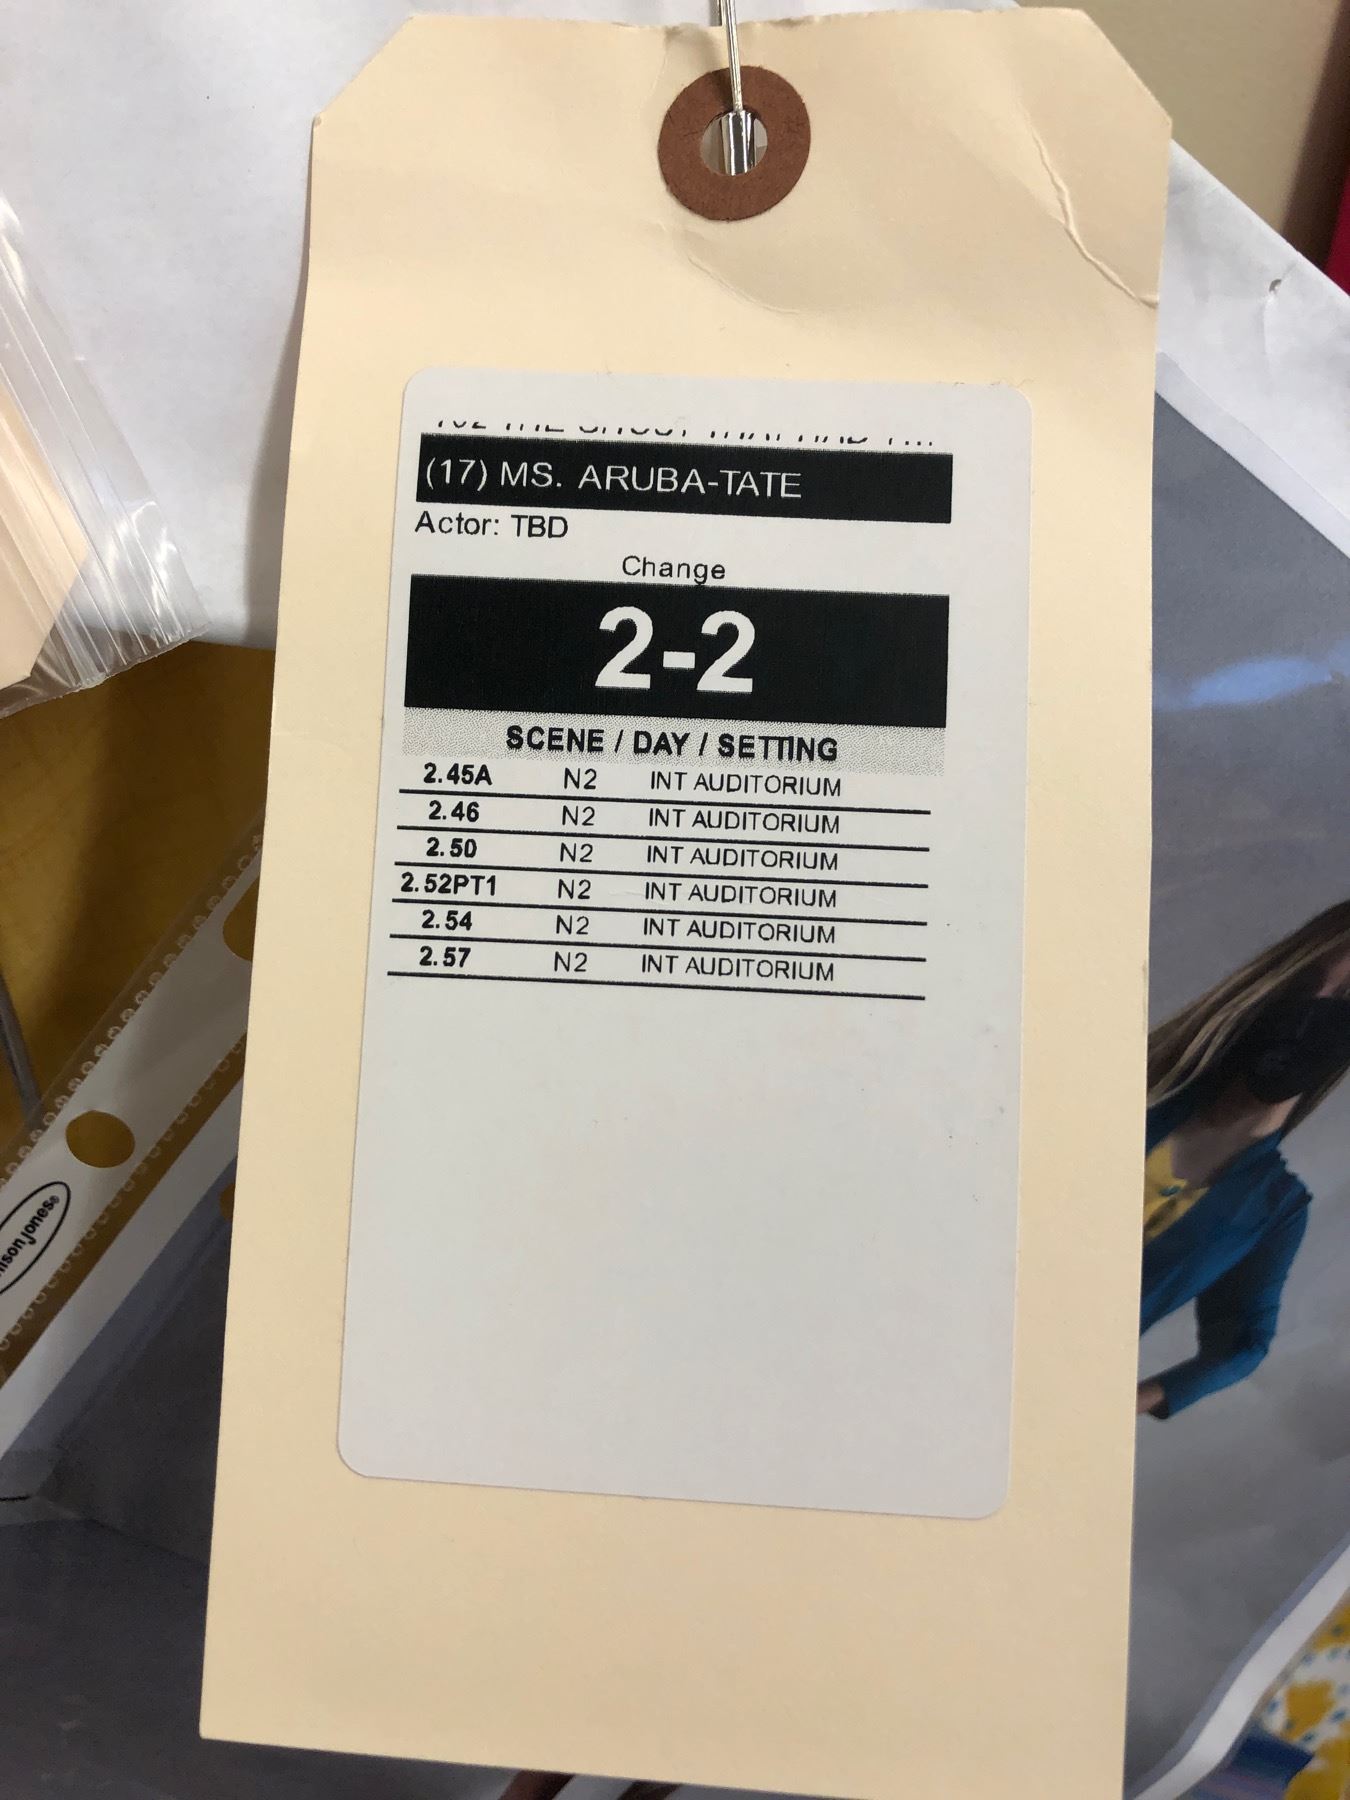 (17) MS. ARUBA-TATE
Actor: TBD
Change
2-2
SCENE / DAY / SETTING
2.45A N2 INT AUDITORIUM
2.46 N2 INT AUDITORIUM
2.50 N2 INT AUDITORIUM
2.52PT1 N2 INT AUDITORIUM
2.54 N2 INT AUDITORIUM
2.57 N2 INT AUDITORIUM
jones®